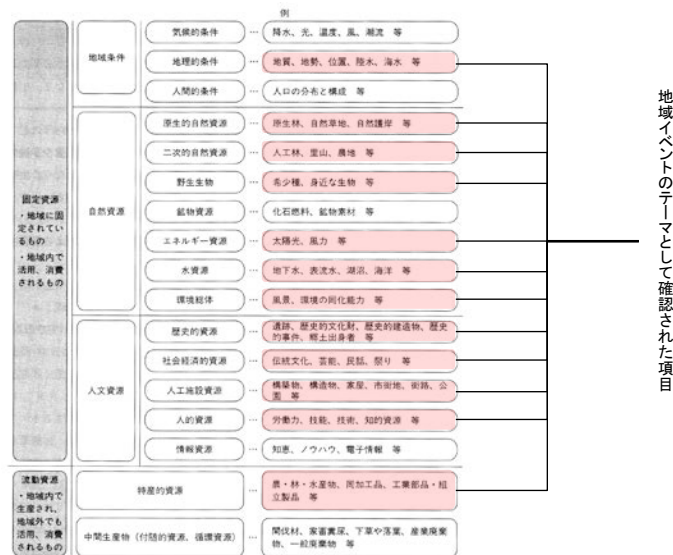 例
固定資源
・地域に固
定されてい
るもの
・地域内で
活用、消費
されるもの
地域条件
気候的条件 … 降水、光、温度、風、潮流 等
地理的条件 … 地質、地勢、位置、陸水、海水 等
人間的条件 … 人口の分布と構成 等
自然資源
原生的自然資源 … 原生林、自然草地、自然護岸 等
二次的自然資源 … 人工林、里山、農地 等
野生生物 … 希少種、身近な生物 等
鉱物資源 … 化石燃料、鉱物素材 等
エネルギー資源 … 太陽光、風力 等
水資源 … 地下水、表流水、湖沼、海洋 等
環境総体 … 風景、環境の同化能力 等
人文資源
歴史的資源 … 遺跡、歴史的文化財、歴史的建造物、歴史
的事件、郷土出身者 等
社会経済的資源 … 伝統文化、芸能、民話、祭り 等
人工施設資源 … 構築物、構造物、家屋、市街地、街路、公
園 等
人的資源 … 労働力、技能、技術、知的資源 等
情報資源 … 知恵、ノウハウ、電子情報 等
流動資源
・地域内で
生産され、
地域外でも
活用、消費
されるもの
特産的資源 … 農・林・水産物、同加工品、工業部品・組
立製品 等
中間生産物（付随的資源、循環資源） … 間伐材、家畜糞尿、下草や落葉、産業廃棄
物、一般廃棄物 等
地域イベントのテーマとして確認された項目